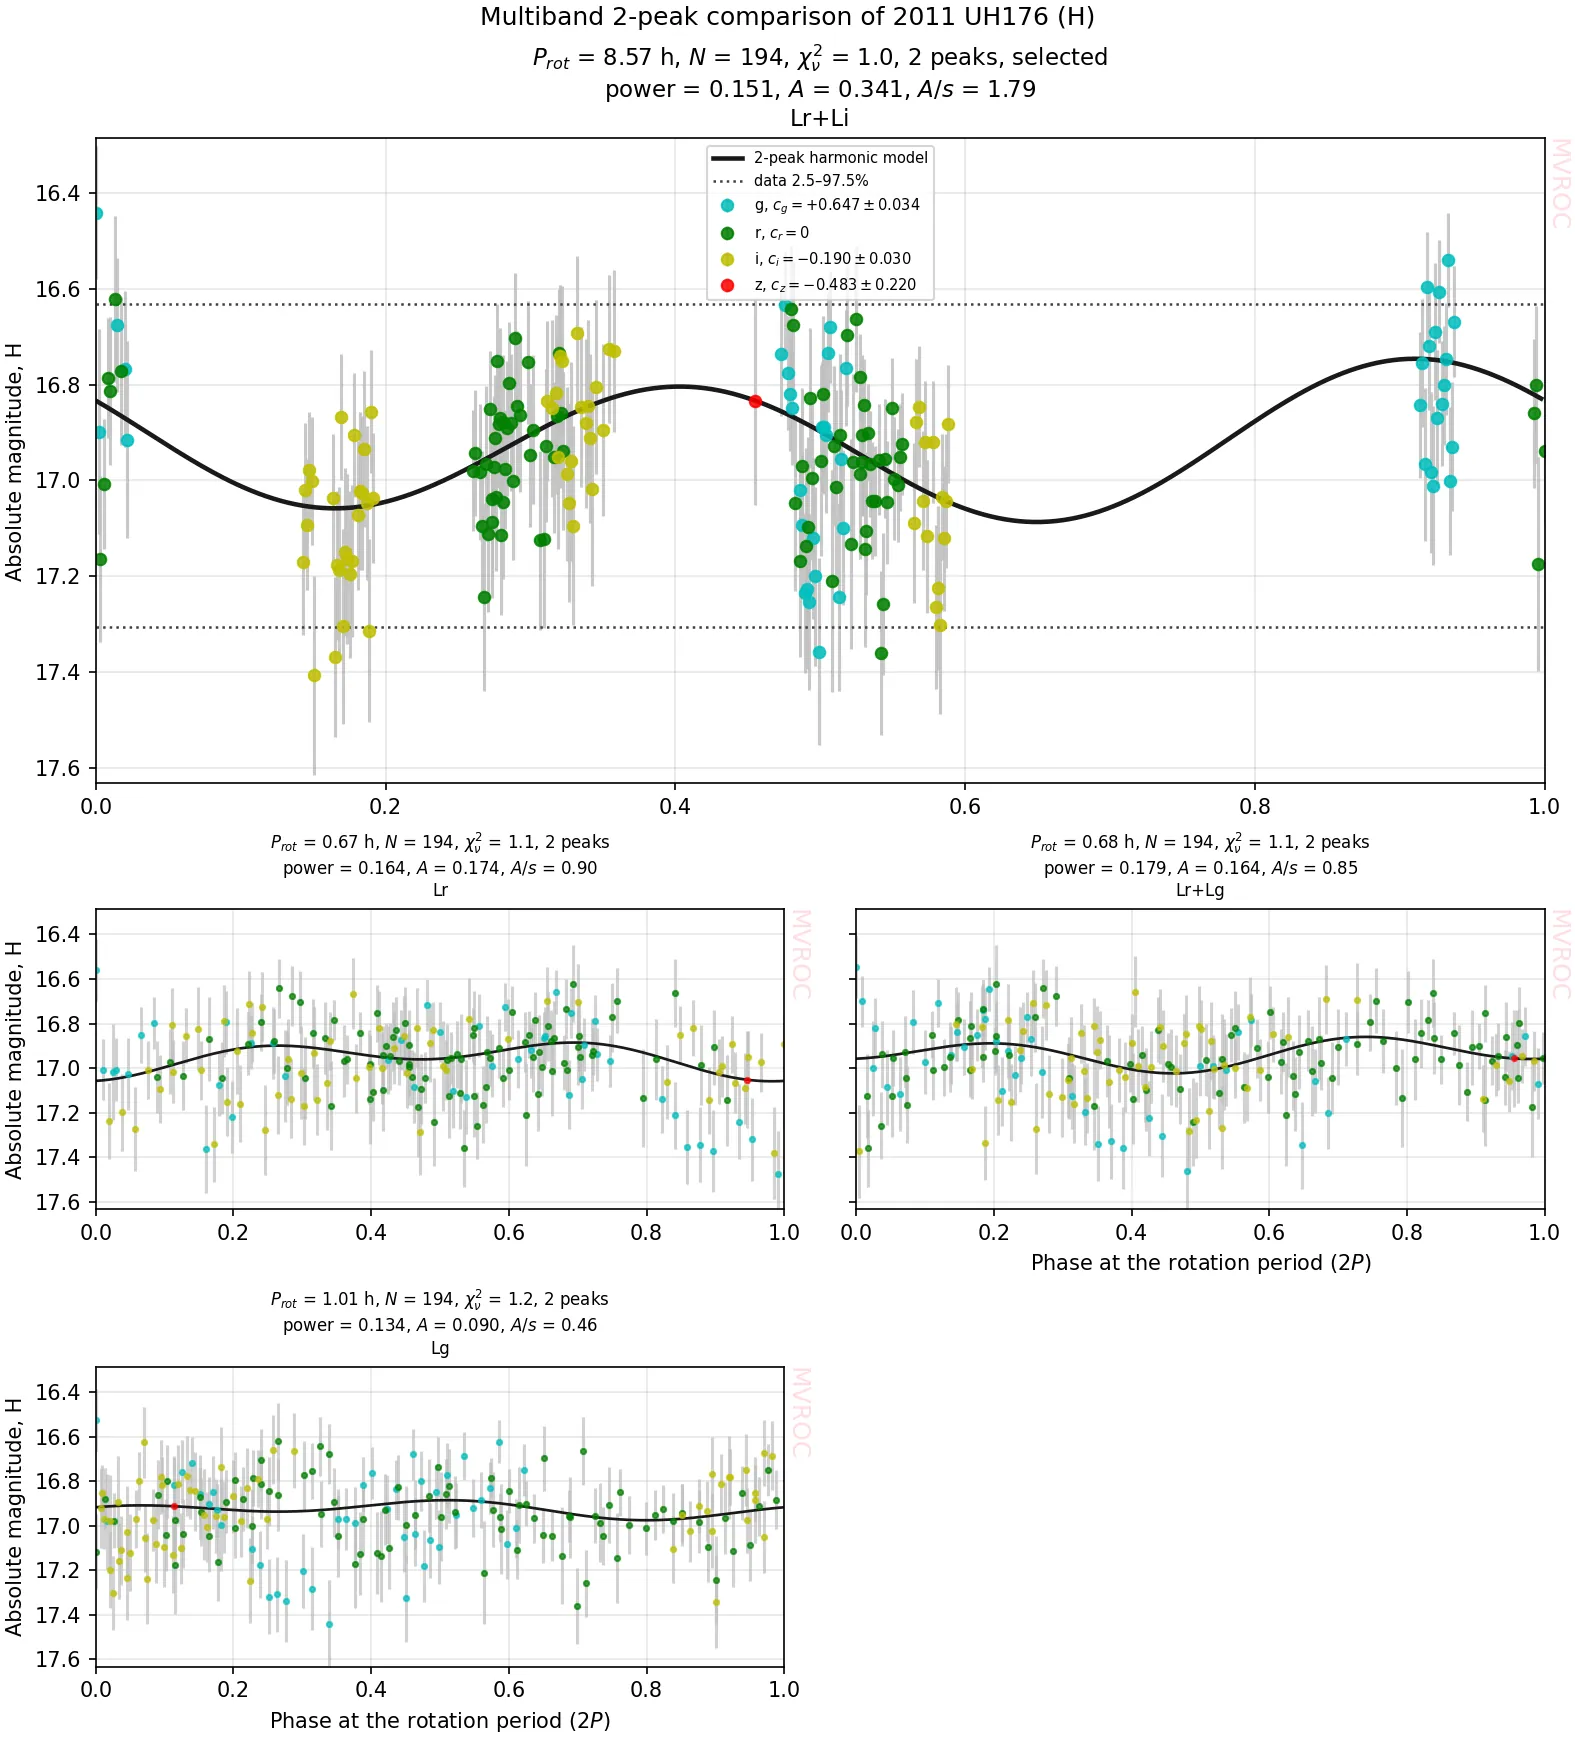 Multiband 2-peak comparison of 2011 UH176 (H)
P_rot = 8.57 h, N = 194, χ²_ν = 1.0, 2 peaks, selected
power = 0.151, A = 0.341, A/s = 1.79
Lr+Li
2-peak harmonic model
data 2.5–97.5%
g, c_g = +0.647 ± 0.034
r, c_r = 0
i, c_i = −0.190 ± 0.030
z, c_z = −0.483 ± 0.220
MVROC
Absolute magnitude, H
16.4
16.6
16.8
17.0
17.2
17.4
17.6
0.0 0.2 0.4 0.6 0.8 1.0
P_rot = 0.67 h, N = 194, χ²_ν = 1.1, 2 peaks
power = 0.164, A = 0.174, A/s = 0.90
Lr
MVROC
Absolute magnitude, H
16.4
16.6
16.8
17.0
17.2
17.4
17.6
0.0 0.2 0.4 0.6 0.8 1.0
P_rot = 0.68 h, N = 194, χ²_ν = 1.1, 2 peaks
power = 0.179, A = 0.164, A/s = 0.85
Lr+Lg
MVROC
0.0 0.2 0.4 0.6 0.8 1.0
Phase at the rotation period (2P)
P_rot = 1.01 h, N = 194, χ²_ν = 1.2, 2 peaks
power = 0.134, A = 0.090, A/s = 0.46
Lg
MVROC
Absolute magnitude, H
16.4
16.6
16.8
17.0
17.2
17.4
17.6
0.0 0.2 0.4 0.6 0.8 1.0
Phase at the rotation period (2P)